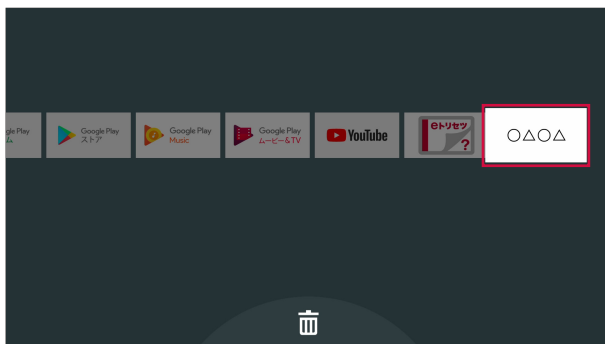 gle Play
ム
Google Play
ストア
Google Play
Music
Google Play
ムービー&TV
YouTube
eトリセツ
?
○△○△